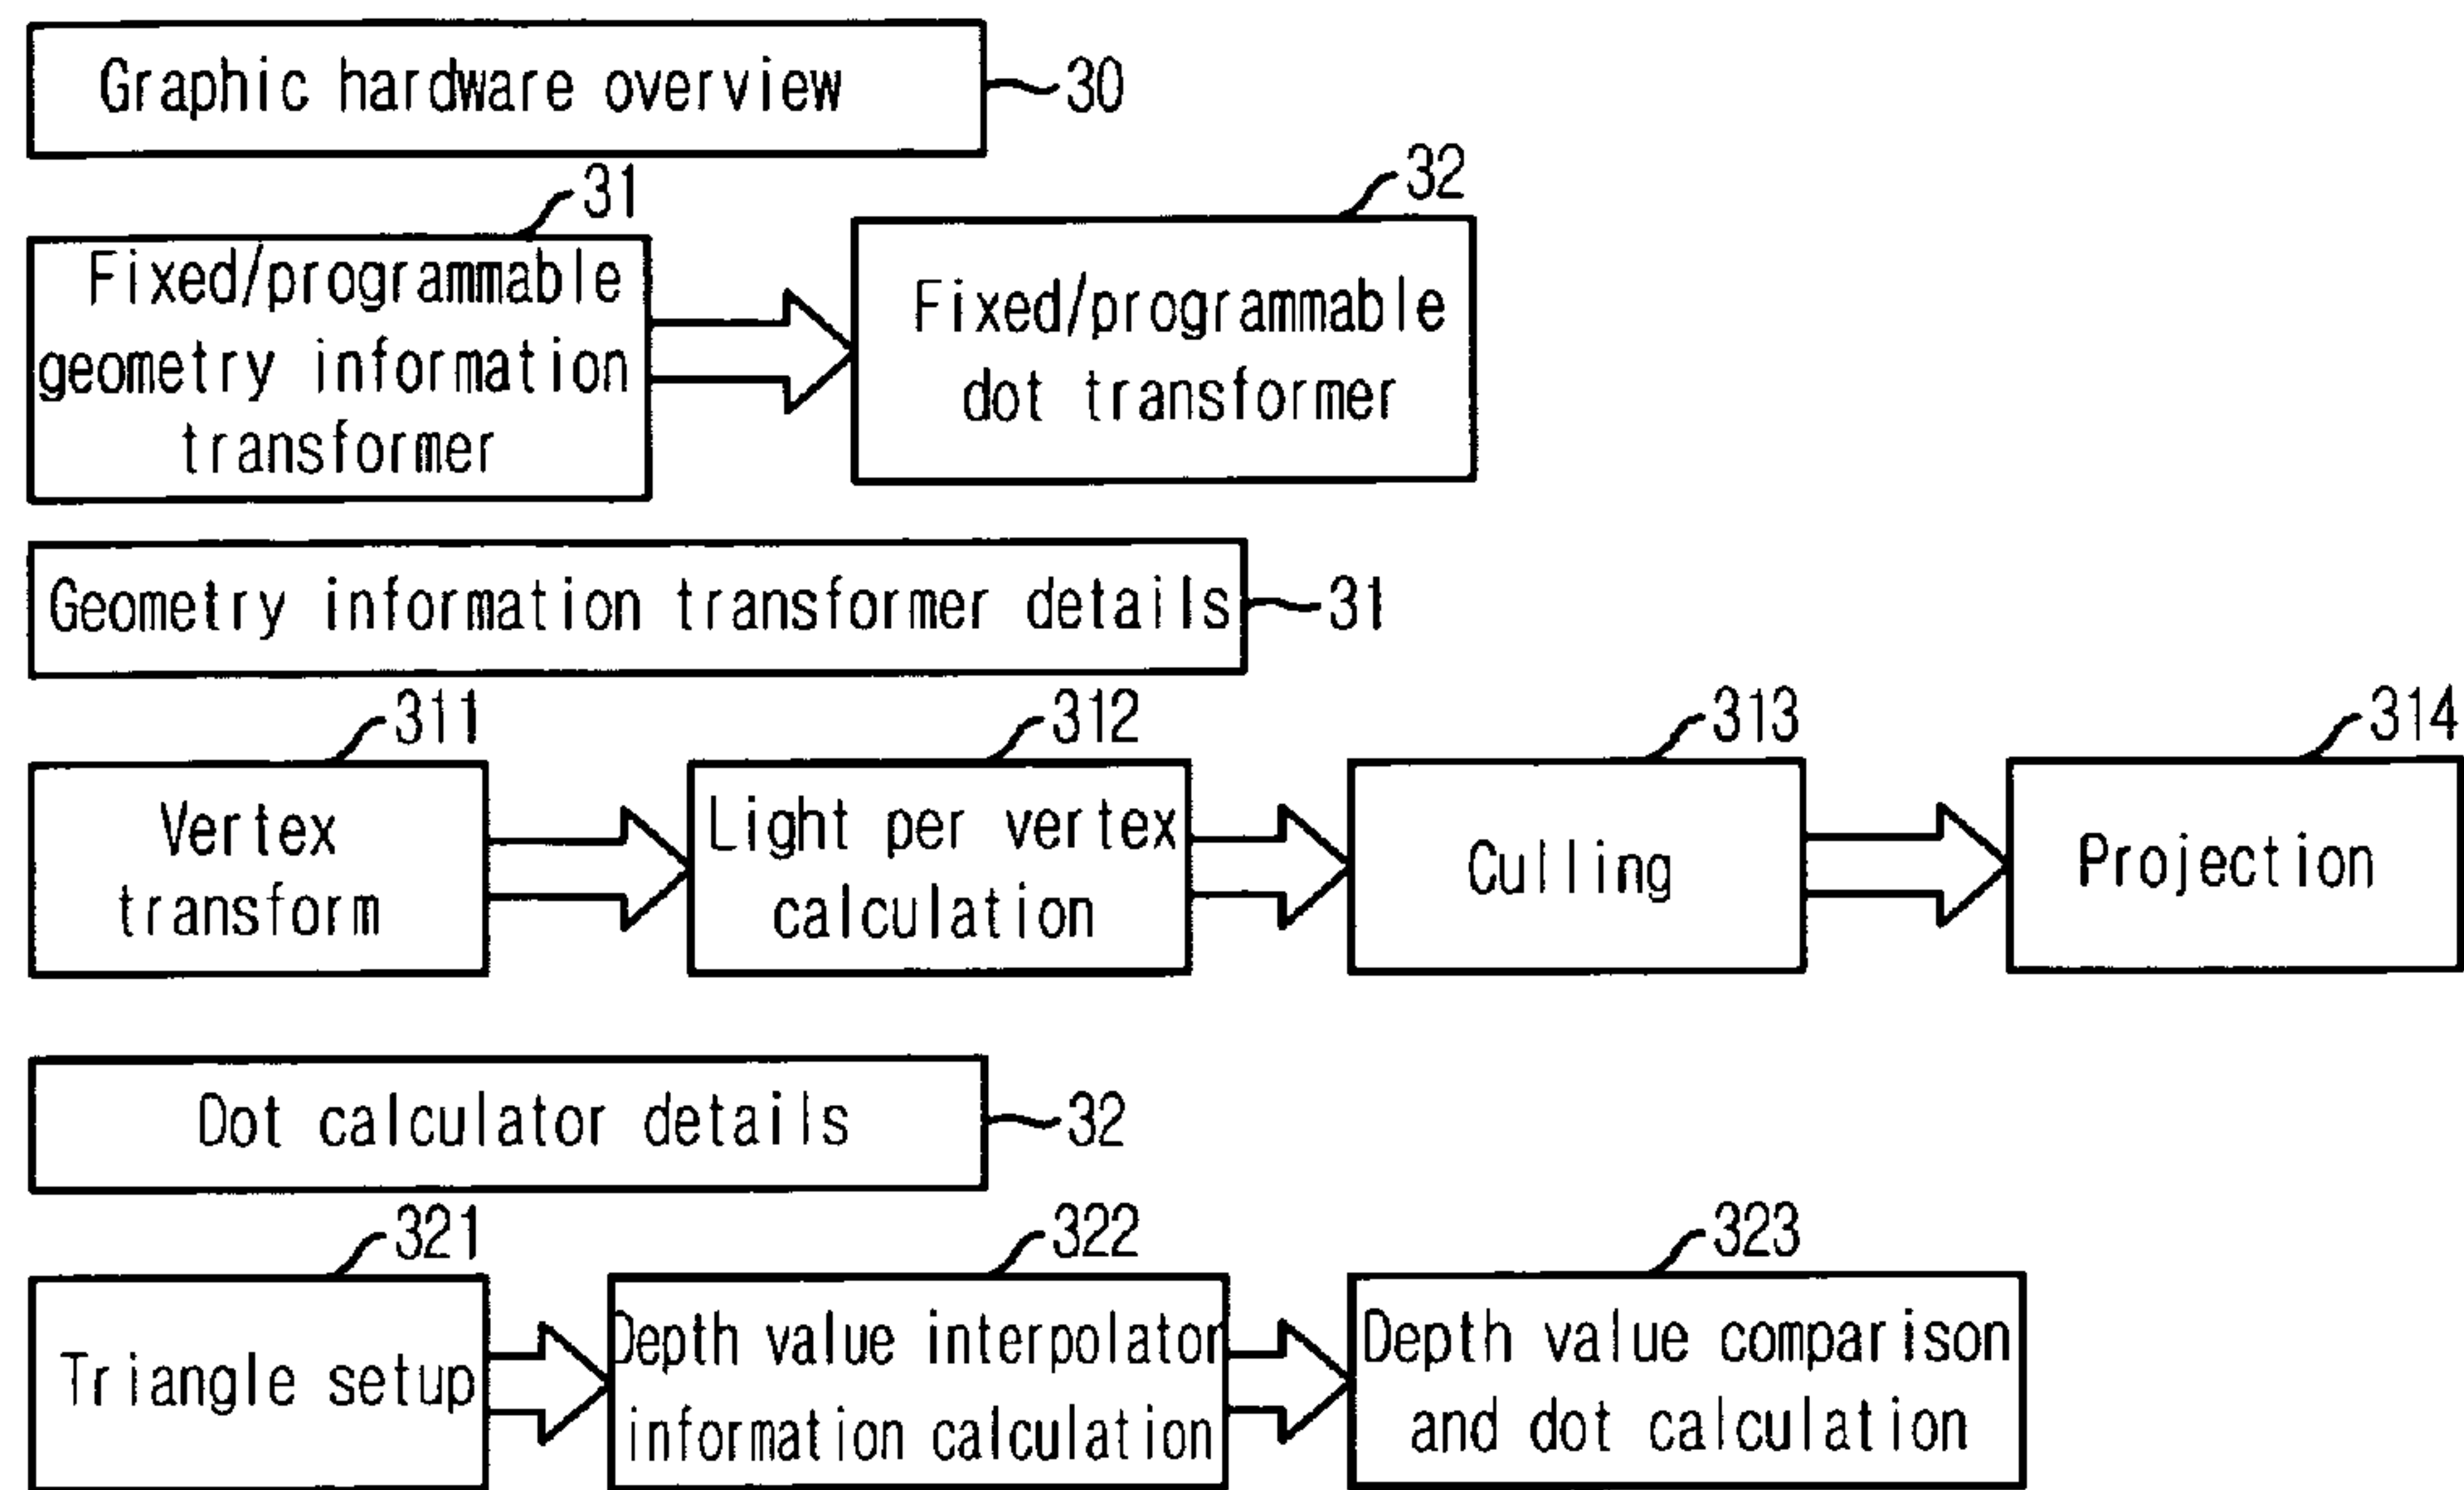 Graphic hardware overview
30
31
32
Fixed/programmable
geometry information
transformer
Fixed/programmable
dot transformer
Geometry information transformer details
31
311
312
313
314
Vertex
transform
Light per vertex
calculation
Culling
Projection
Dot calculator details
32
321
322
323
Triangle setup
Depth value interpolator
information calculation
Depth value comparison
and dot calculation